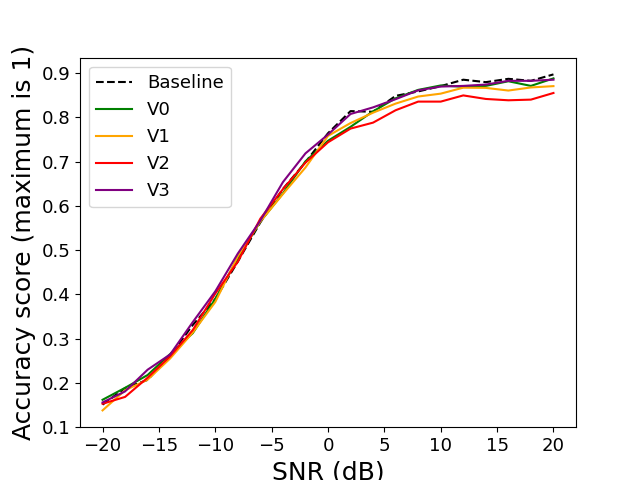 Accuracy score (maximum is 1)
0.9
0.8
0.7
0.6
0.5
0.4
0.3
0.2
0.1
Baseline
V0
V1
V2
V3
−20 −15 −10 −5 0 5 10 15 20
SNR (dB)